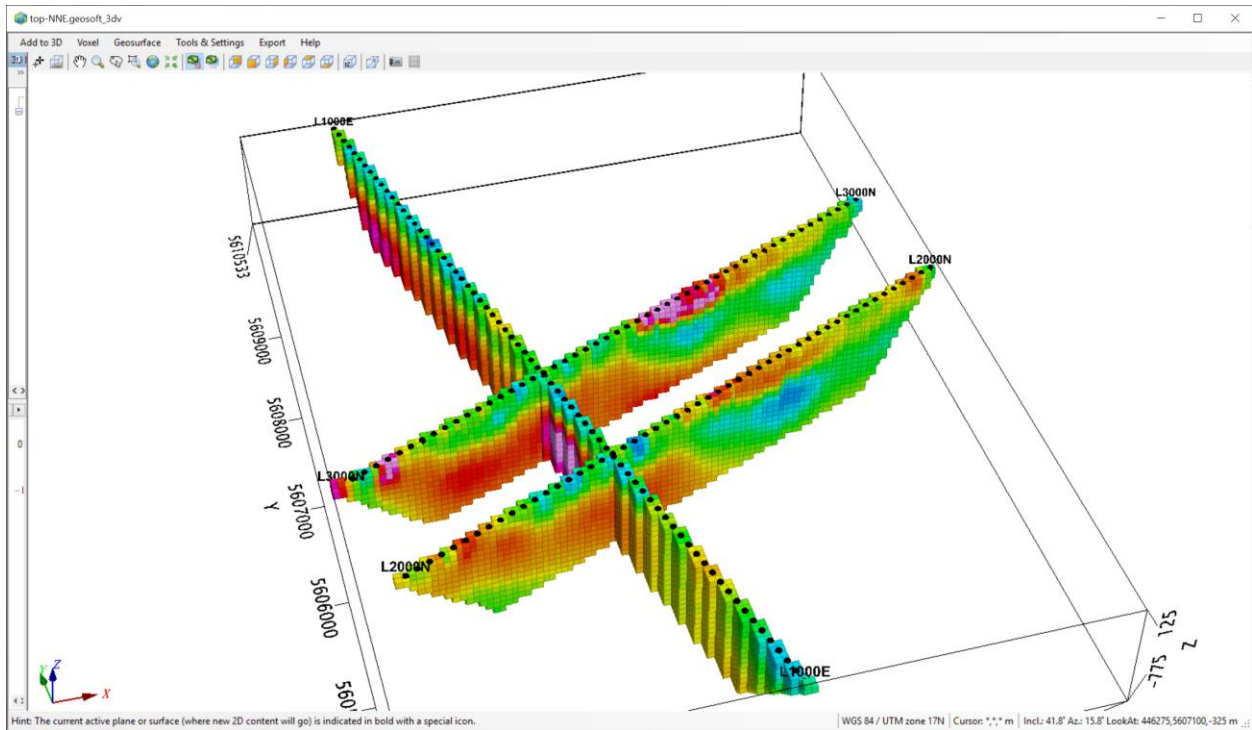 top-NNE.geosoft_3dv
Add to 3D Voxel Geosurface Tools & Settings Export Help
L1000E
L3000N
L2000N
5610533
5609000
5608000
L3000N
5607000
Y
L2000N
5606000
L1000E
125
Z
-775
Y Z X
Hint: The current active plane or surface (where new 2D content will go) is indicated in bold with a special icon.
WGS 84 / UTM zone 17N
Cursor: *,*,* m
Incl.: 41.8° Az.: 15.8° LookAt: 446275,5607100,-325 m